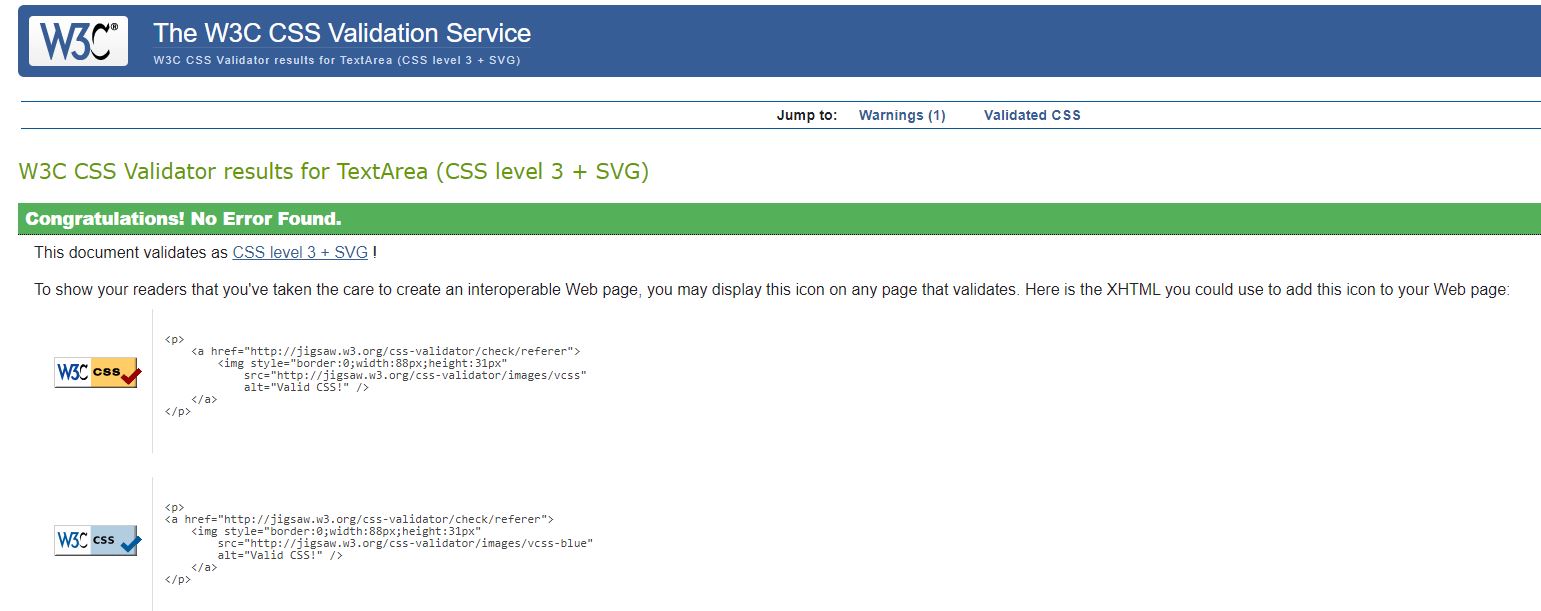 W3C®
The W3C CSS Validation Service
W3C CSS Validator results for TextArea (CSS level 3 + SVG)
Jump to: Warnings (1) Validated CSS
W3C CSS Validator results for TextArea (CSS level 3 + SVG)
Congratulations! No Error Found.
This document validates as CSS level 3 + SVG !
To show your readers that you've taken the care to create an interoperable Web page, you may display this icon on any page that validates. Here is the XHTML you could use to add this icon to your Web page:
W3C css
<p>
<a href="http://jigsaw.w3.org/css-validator/check/referer">
<img style="border:0;width:88px;height:31px"
src="http://jigsaw.w3.org/css-validator/images/vcss"
alt="Valid CSS!" />
</a>
</p>
W3C css
<p>
<a href="http://jigsaw.w3.org/css-validator/check/referer">
<img style="border:0;width:88px;height:31px"
src="http://jigsaw.w3.org/css-validator/images/vcss-blue"
alt="Valid CSS!" />
</a>
</p>